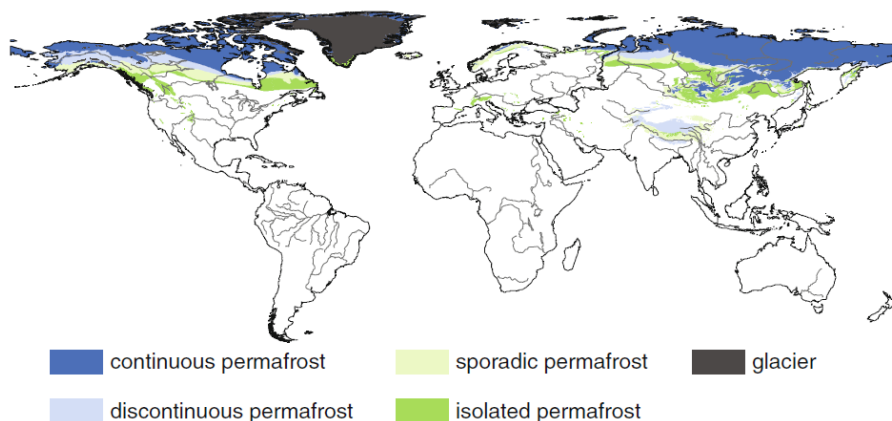 continuous permafrost
sporadic permafrost
glacier
discontinuous permafrost
isolated permafrost